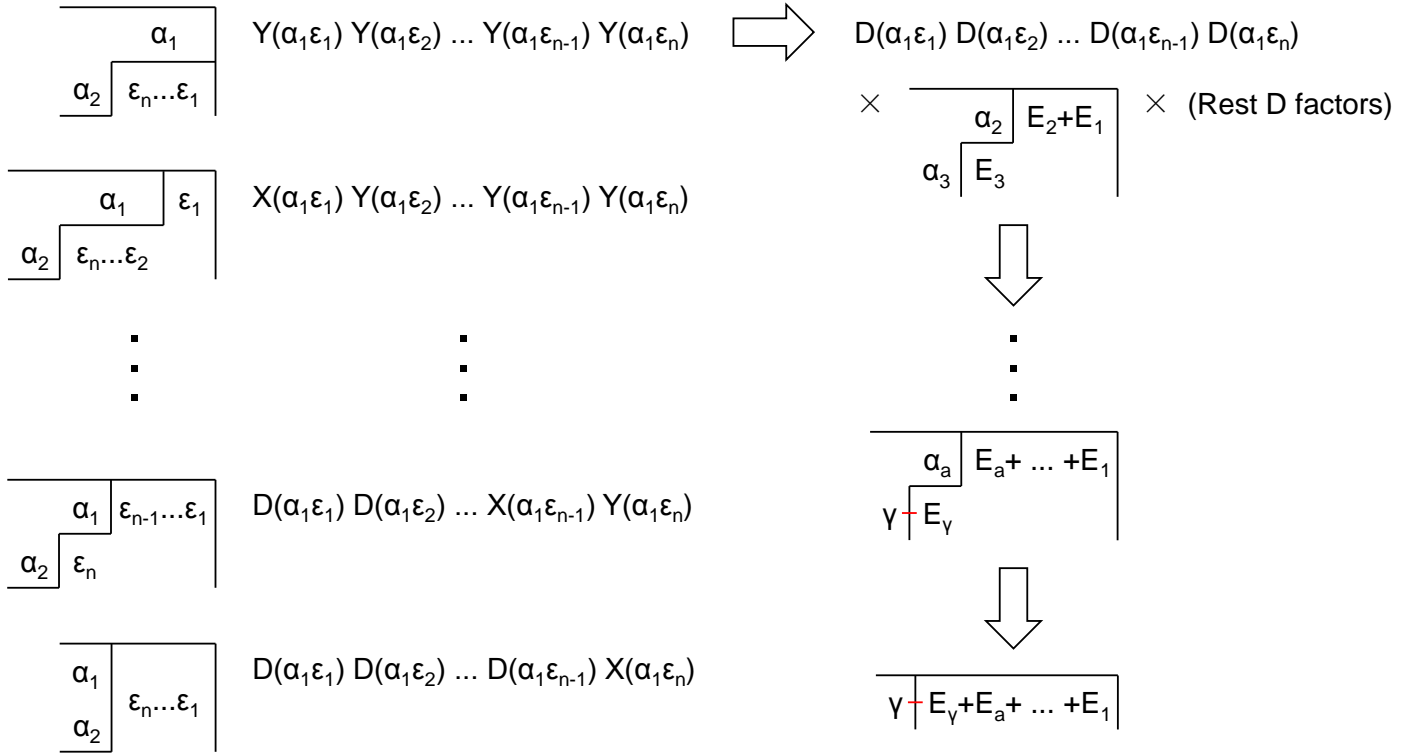 α₁ Y(α₁ε₁) Y(α₁ε₂) ... Y(α₁εₙ₋₁) Y(α₁εₙ)
α₂ εₙ...ε₁
α₁ ε₁ X(α₁ε₁) Y(α₁ε₂) ... Y(α₁εₙ₋₁) Y(α₁εₙ)
α₂ εₙ...ε₂
α₁ εₙ₋₁...ε₁ D(α₁ε₁) D(α₁ε₂) ... X(α₁εₙ₋₁) Y(α₁εₙ)
α₂ εₙ
α₁ D(α₁ε₁) D(α₁ε₂) ... D(α₁εₙ₋₁) X(α₁εₙ)
εₙ...ε₁
α₂
D(α₁ε₁) D(α₁ε₂) ... D(α₁εₙ₋₁) D(α₁εₙ)
× α₂ E₂+E₁ × (Rest D factors)
α₃ E₃
αₐ Eₐ+ ... +E₁
γ Eᵧ
γ Eᵧ+Eₐ+ ... +E₁